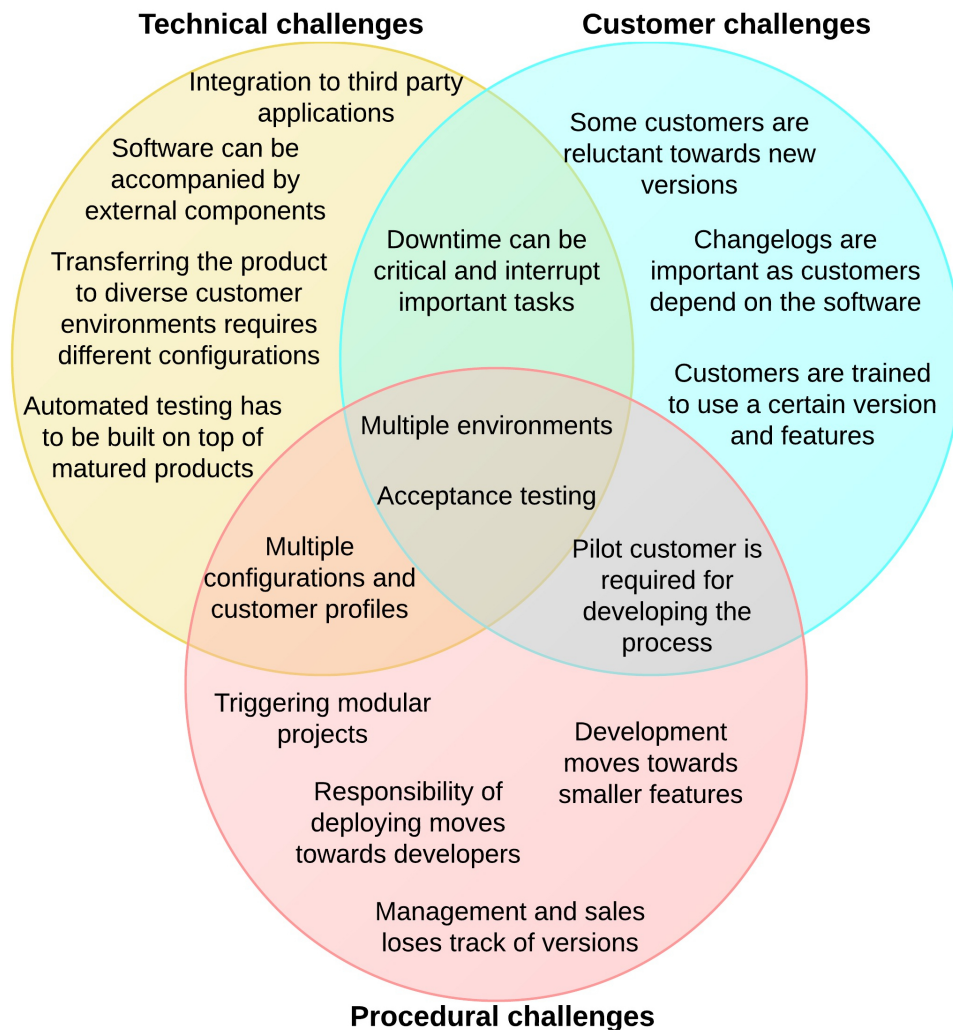 Technical challenges
Customer challenges
Integration to third party
applications
Software can be
accompanied by
external components
Transferring the product
to diverse customer
environments requires
different configurations
Automated testing has
to be built on top of
matured products
Downtime can be
critical and interrupt
important tasks
Some customers are
reluctant towards new
versions
Changelogs are
important as customers
depend on the software
Customers are trained
to use a certain version
and features
Multiple environments
Acceptance testing
Multiple
configurations and
customer profiles
Pilot customer is
required for
developing the
process
Triggering modular
projects
Development
moves towards
smaller features
Responsibility of
deploying moves
towards developers
Management and sales
loses track of versions
Procedural challenges